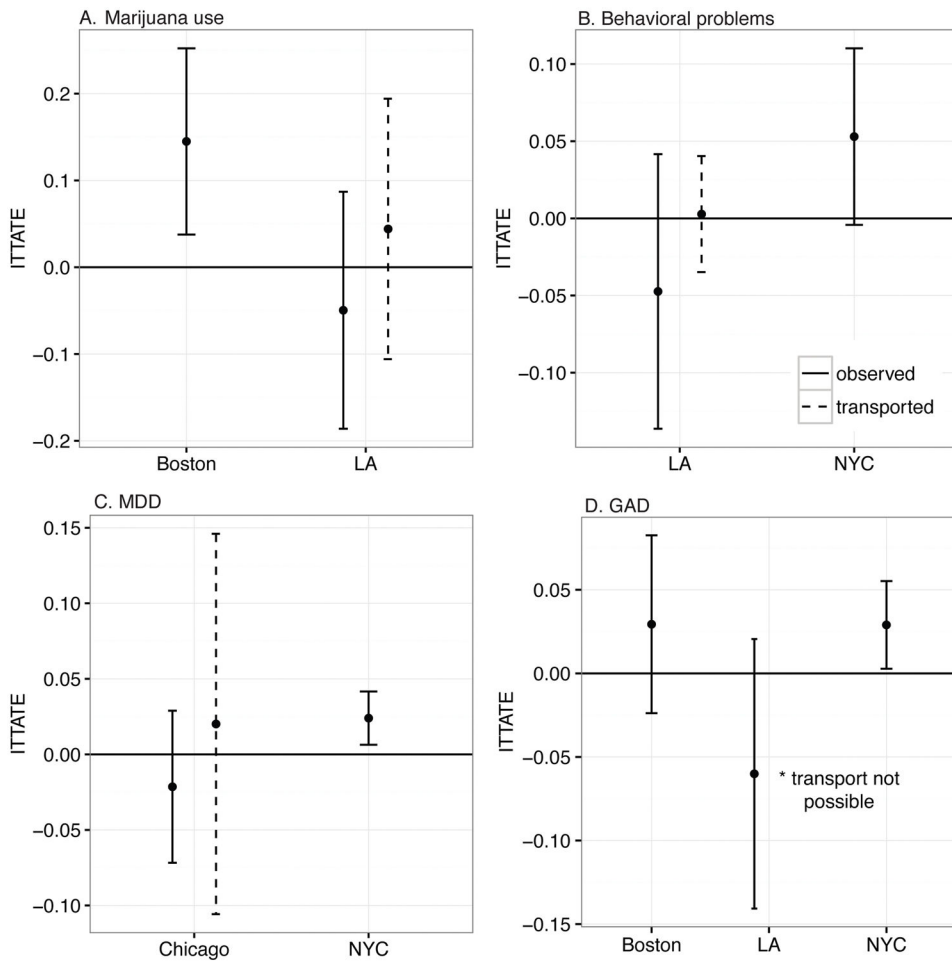 A. Marijuana use
ITTATE
0.2
0.1
0.0
−0.1
−0.2
Boston
LA
B. Behavioral problems
ITTATE
0.10
0.05
0.00
−0.05
−0.10
observed
transported
LA
NYC
C. MDD
ITTATE
0.15
0.10
0.05
0.00
−0.05
−0.10
Chicago
NYC
D. GAD
ITTATE
0.05
0.00
−0.05
−0.10
−0.15
* transport not
possible
Boston
LA
NYC